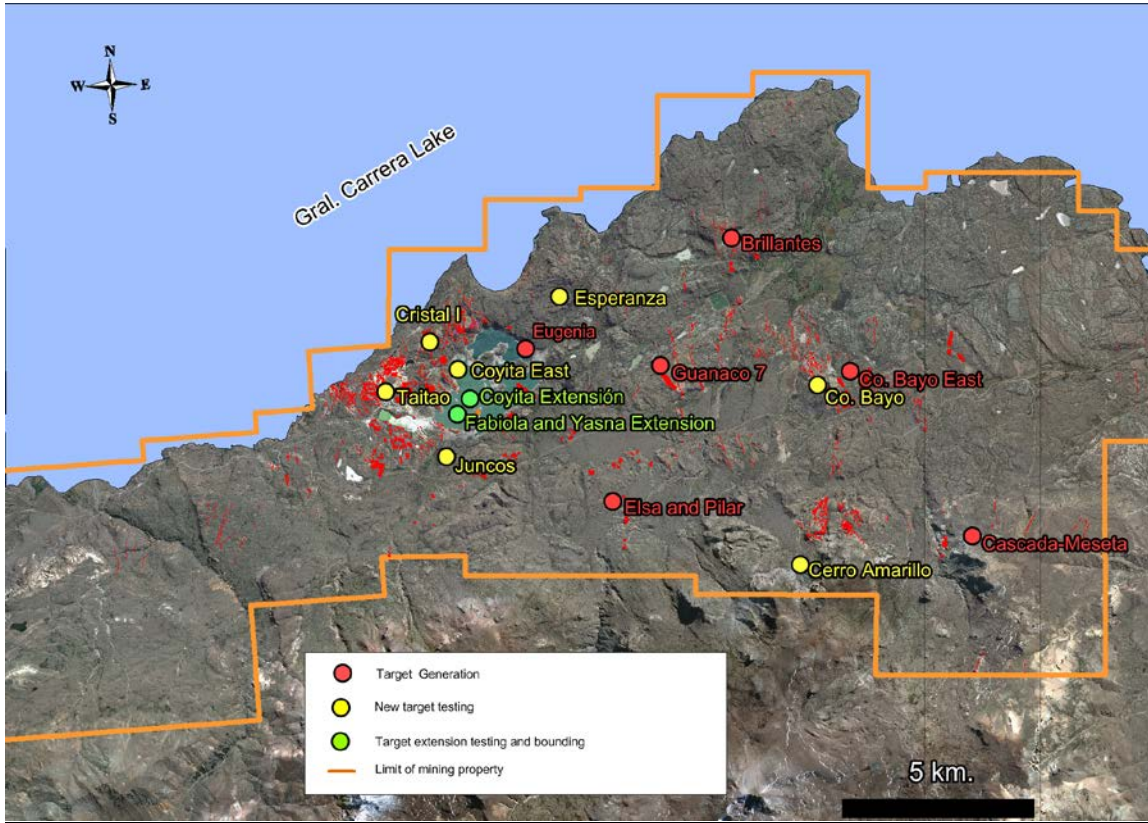 N
W E
S
Gral. Carrera Lake
Brillantes
Esperanza
Cristal I
Eugenia
Coyita East
Guanaco 7
Co. Bayo East
Taitao
Coyita Extensión
Co. Bayo
Fabiola and Yasna Extension
Juncos
Elsa and Pilar
Cascada-Meseta
Cerro Amarillo
Target Generation
New target testing
Target extension testing and bounding
Limit of mining property
5 km.